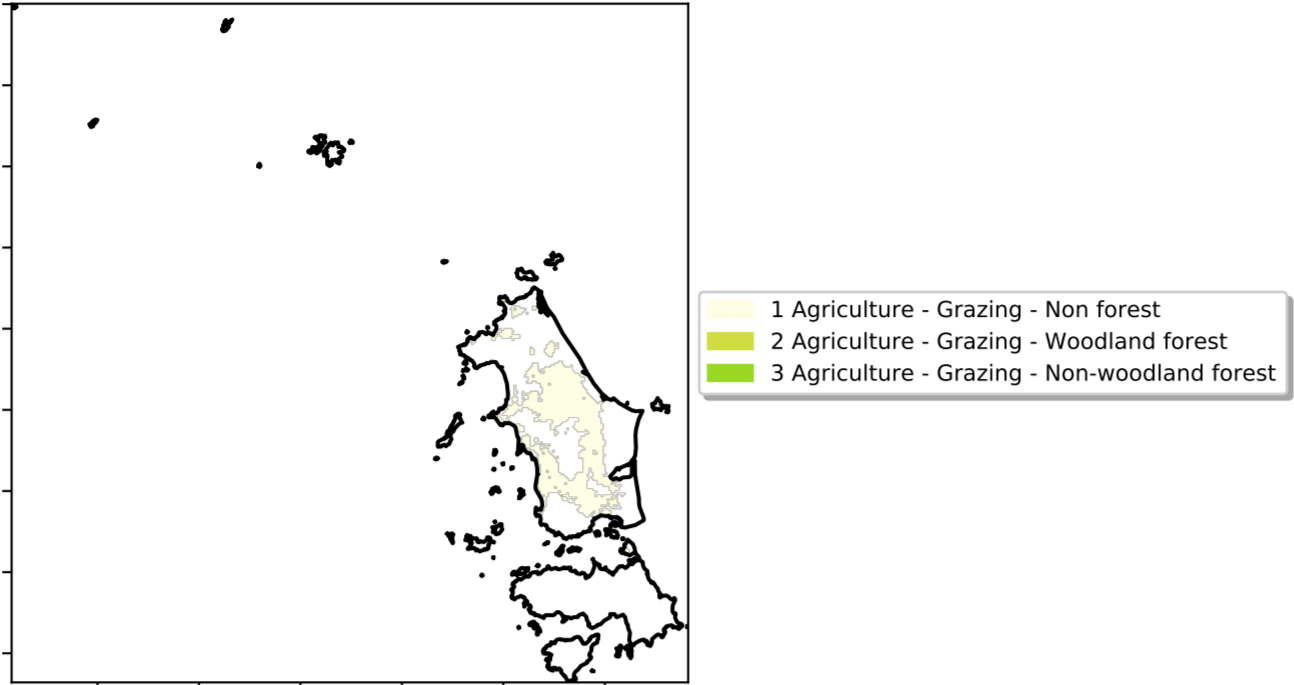 1 Agriculture - Grazing - Non forest
2 Agriculture - Grazing - Woodland forest
3 Agriculture - Grazing - Non-woodland forest